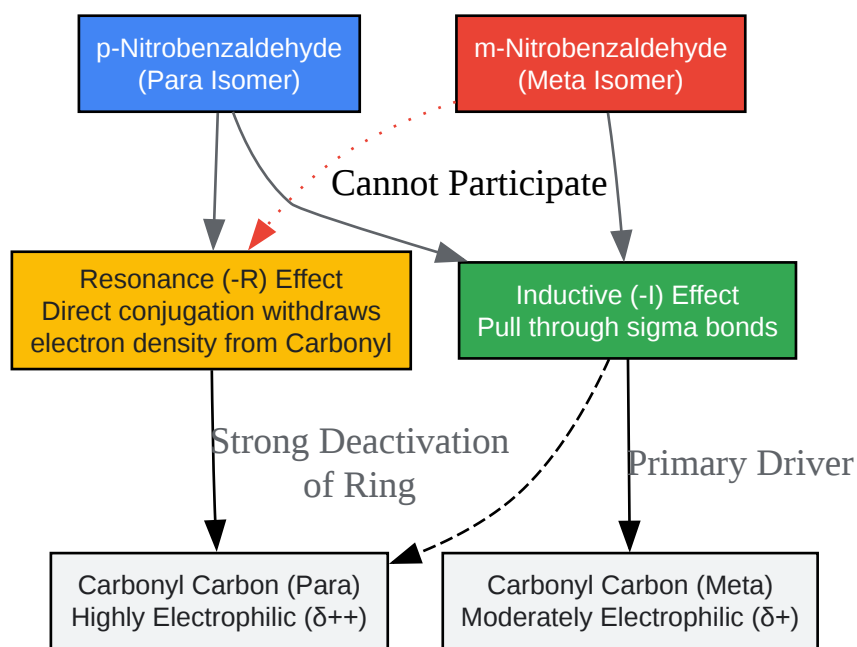 p-Nitrobenzaldehyde
(Para Isomer)
m-Nitrobenzaldehyde
(Meta Isomer)
Cannot Participate
Resonance (-R) Effect
Direct conjugation withdraws
electron density from Carbonyl
Inductive (-I) Effect
Pull through sigma bonds
Strong Deactivation
of Ring
Primary Driver
Carbonyl Carbon (Para)
Highly Electrophilic (δ++)
Carbonyl Carbon (Meta)
Moderately Electrophilic (δ+)